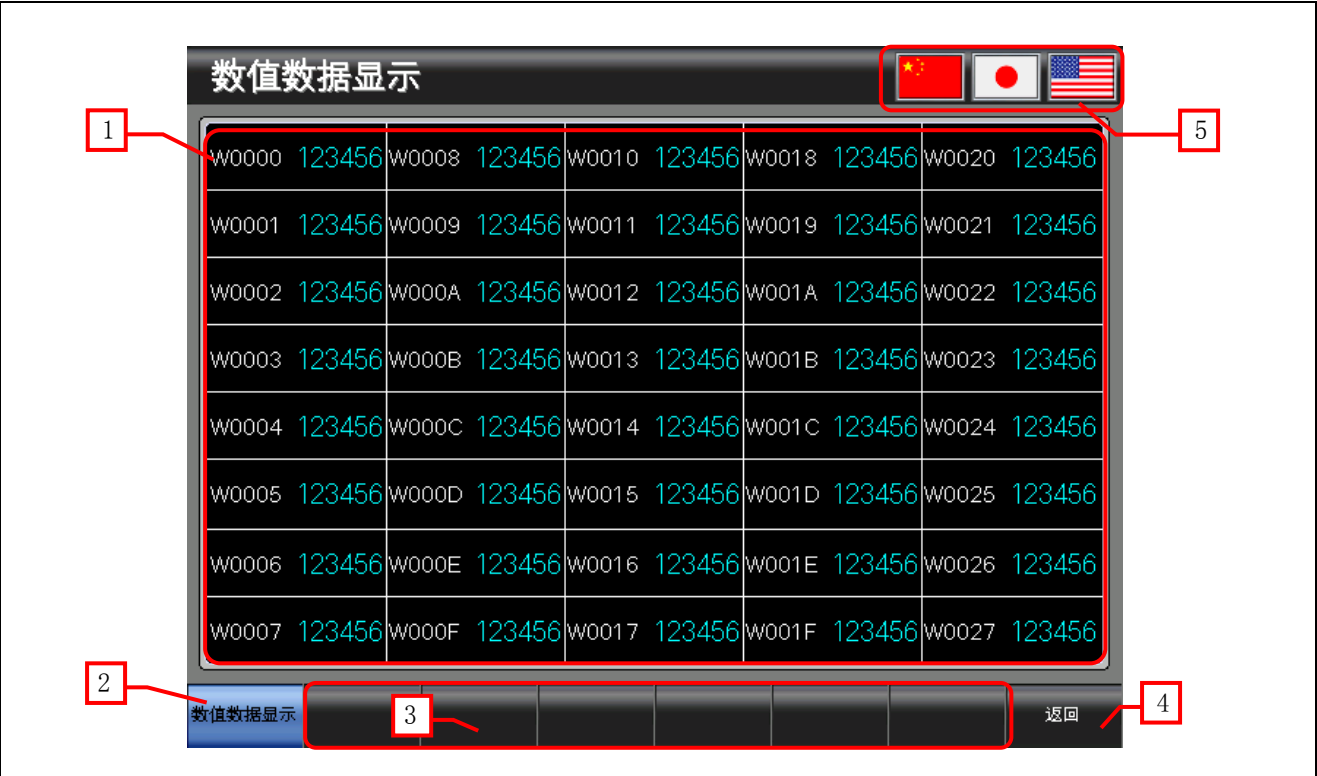 数值数据显示
1
5
W0000 123456 W0008 123456 W0010 123456 W0018 123456 W0020 123456
W0001 123456 W0009 123456 W0011 123456 W0019 123456 W0021 123456
W0002 123456 W000A 123456 W0012 123456 W001A 123456 W0022 123456
W0003 123456 W000B 123456 W0013 123456 W001B 123456 W0023 123456
W0004 123456 W000C 123456 W0014 123456 W001C 123456 W0024 123456
W0005 123456 W000D 123456 W0015 123456 W001D 123456 W0025 123456
W0006 123456 W000E 123456 W0016 123456 W001E 123456 W0026 123456
W0007 123456 W000F 123456 W0017 123456 W001F 123456 W0027 123456
2
数值数据显示
3
返回
4